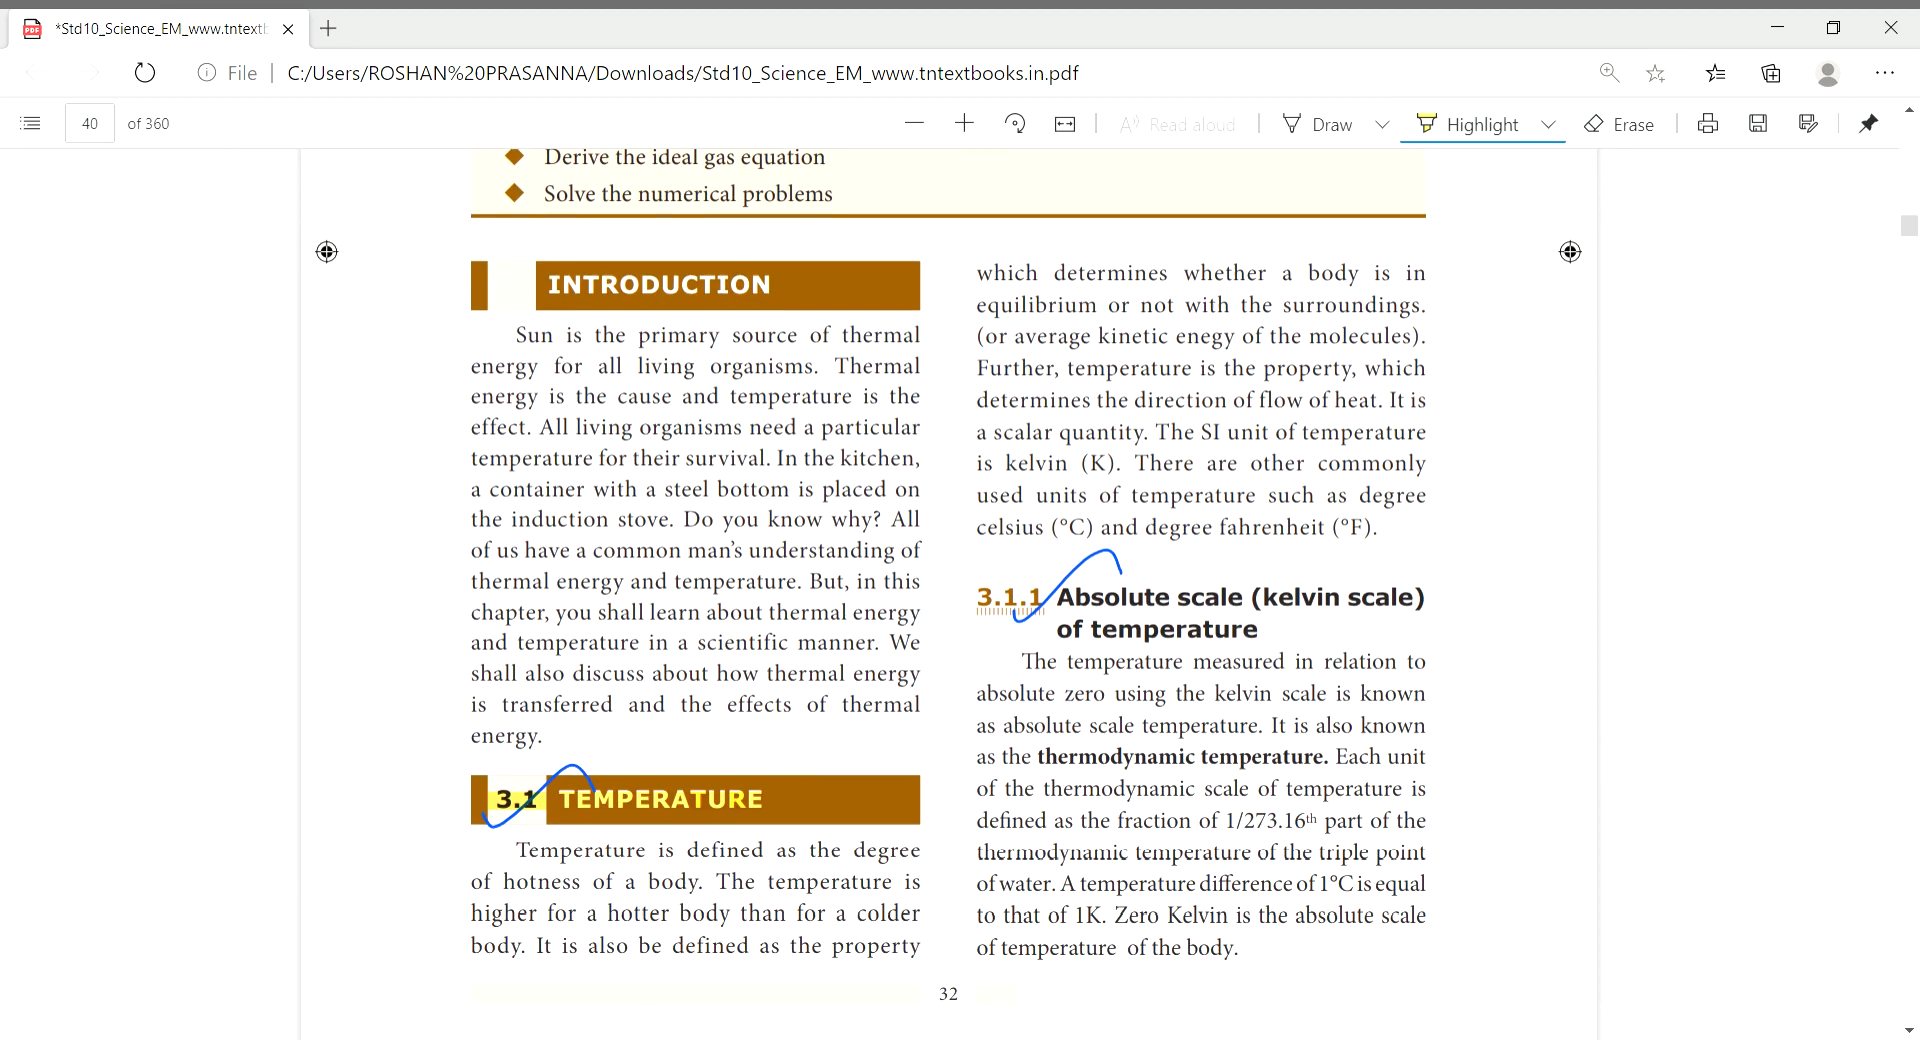 *Std10_Science_EM_www.tntextb
File
C:/Users/ROSHAN%20PRASANNA/Downloads/Std10_Science_EM_www.tntextbooks.in.pdf
40 of 360
Read aloud
Draw
Highlight
Erase
◆ Derive the ideal gas equation
◆ Solve the numerical problems
INTRODUCTION
Sun is the primary source of thermal
energy for all living organisms. Thermal
energy is the cause and temperature is the
effect. All living organisms need a particular
temperature for their survival. In the kitchen,
a container with a steel bottom is placed on
the induction stove. Do you know why? All
of us have a common man's understanding of
thermal energy and temperature. But, in this
chapter, you shall learn about thermal energy
and temperature in a scientific manner. We
shall also discuss about how thermal energy
is transferred and the effects of thermal
energy.
3.1 TEMPERATURE
Temperature is defined as the degree
of hotness of a body. The temperature is
higher for a hotter body than for a colder
body. It is also be defined as the property
which determines whether a body is in
equilibrium or not with the surroundings.
(or average kinetic enegy of the molecules).
Further, temperature is the property, which
determines the direction of flow of heat. It is
a scalar quantity. The SI unit of temperature
is kelvin (K). There are other commonly
used units of temperature such as degree
celsius (°C) and degree fahrenheit (°F).
3.1.1 Absolute scale (kelvin scale)
of temperature
The temperature measured in relation to
absolute zero using the kelvin scale is known
as absolute scale temperature. It is also known
as the thermodynamic temperature. Each unit
of the thermodynamic scale of temperature is
defined as the fraction of 1/273.16th part of the
thermodynamic temperature of the triple point
of water. A temperature difference of 1°C is equal
to that of 1K. Zero Kelvin is the absolute scale
of temperature of the body.
32